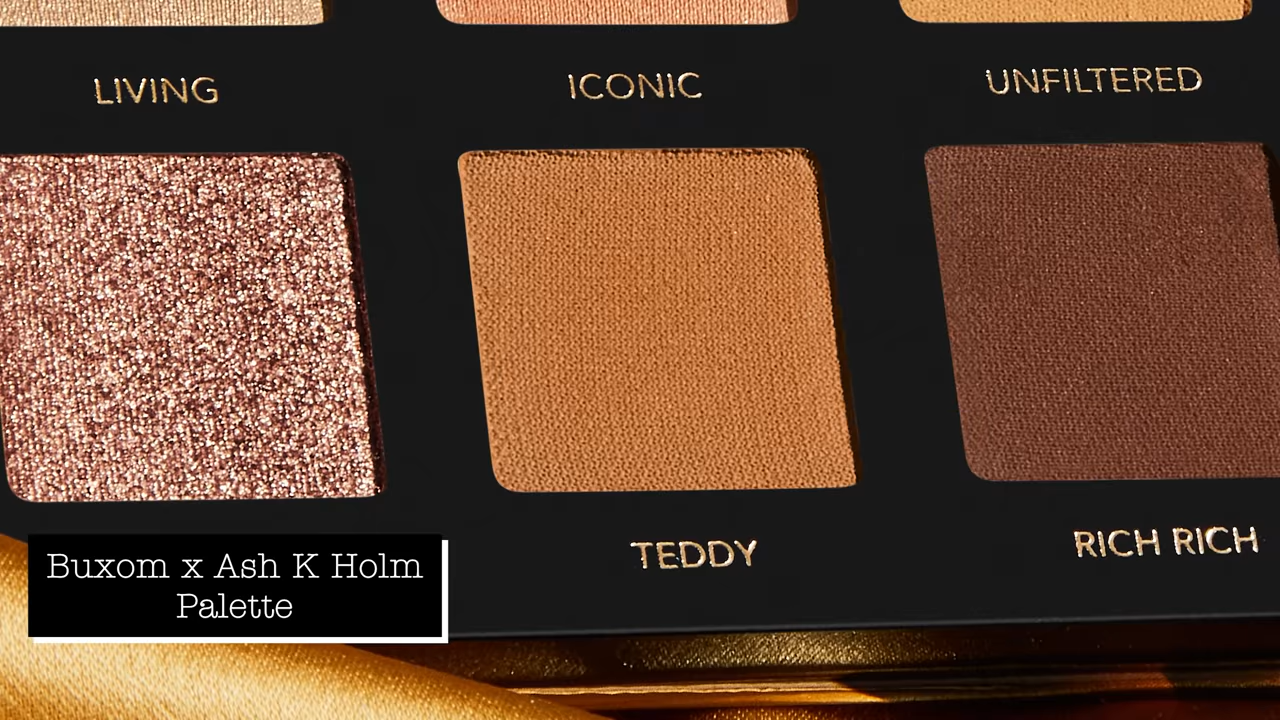 LIVING
ICONIC
UNFILTERED
TEDDY
RICH RICH
Buxom x Ash K Holm
Palette